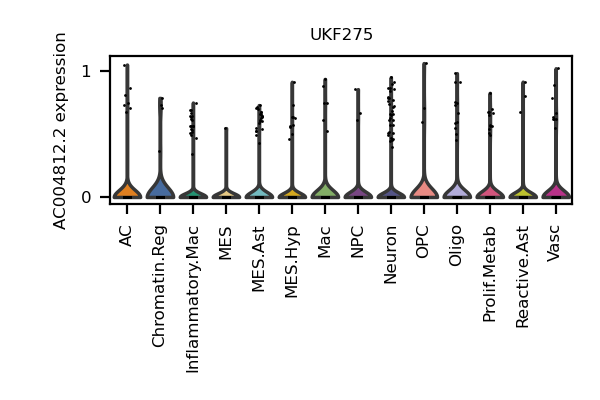 UKF275
AC004812.2 expression
1
0
AC
Chromatin.Reg
Inflammatory.Mac
MES
MES.Ast
MES.Hyp
Mac
NPC
Neuron
OPC
Oligo
Prolif.Metab
Reactive.Ast
Vasc